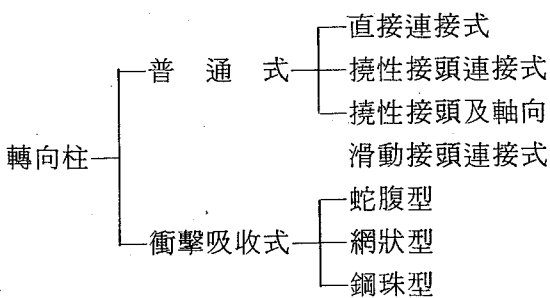 直接連接式
普通式
撓性接頭連接式
撓性接頭及軸向
滑動接頭連接式
轉向柱
蛇腹型
衝擊吸收式
網狀型
鋼珠型